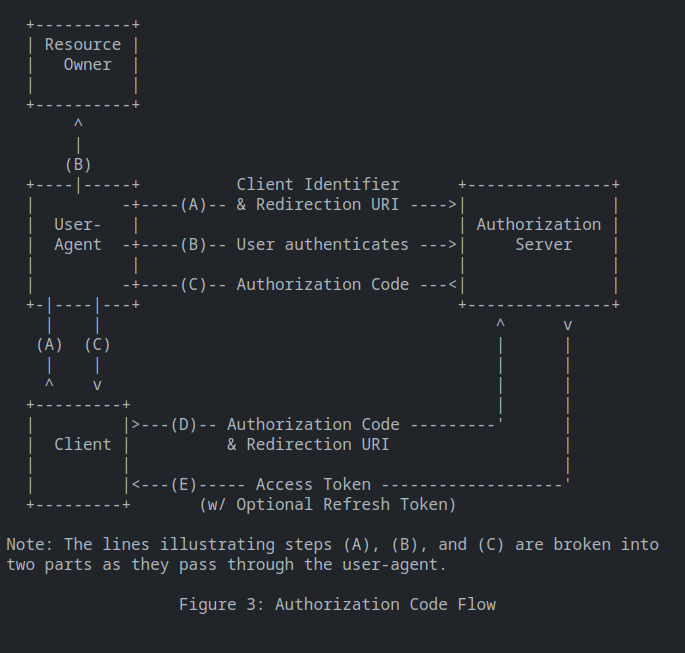 +----------+
| Resource |
|   Owner  |
|          |
+----------+
     ^
     |
    (B)
+----|-----+          Client Identifier      +---------------+
|         -+----(A)-- & Redirection URI ---->|               |
|  User-   |                                 | Authorization |
|  Agent  -+----(B)-- User authenticates --->|     Server    |
|          |                                 |               |
|         -+----(C)-- Authorization Code ---<|               |
+-|----|---+                                 +---------------+
  |    |                                         ^      v
 (A)  (C)                                        |      |
  |    |                                         |      |
  ^    v                                         |      |
+---------+                                      |      |
|         |>---(D)-- Authorization Code ---------'      |
|  Client |          & Redirection URI                  |
|         |                                             |
|         |<---(E)----- Access Token -------------------'
+---------+       (w/ Optional Refresh Token)
Note: The lines illustrating steps (A), (B), and (C) are broken into
two parts as they pass through the user-agent.
Figure 3: Authorization Code Flow